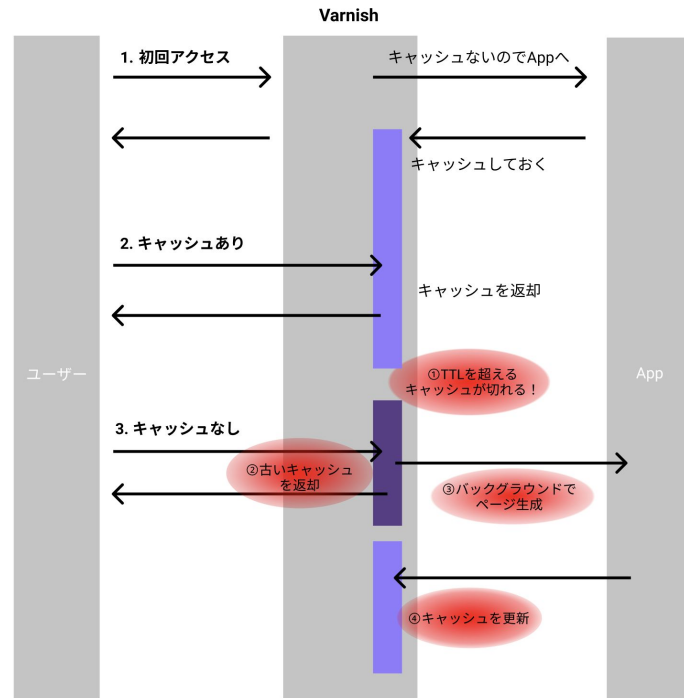 Varnish
1. 初回アクセス
キャッシュないのでAppへ
キャッシュしておく
2. キャッシュあり
キャッシュを返却
ユーザー
①TTLを超える
キャッシュが切れる！
App
3. キャッシュなし
②古いキャッシュ
を返却
③バックグラウンドで
ページ生成
④キャッシュを更新